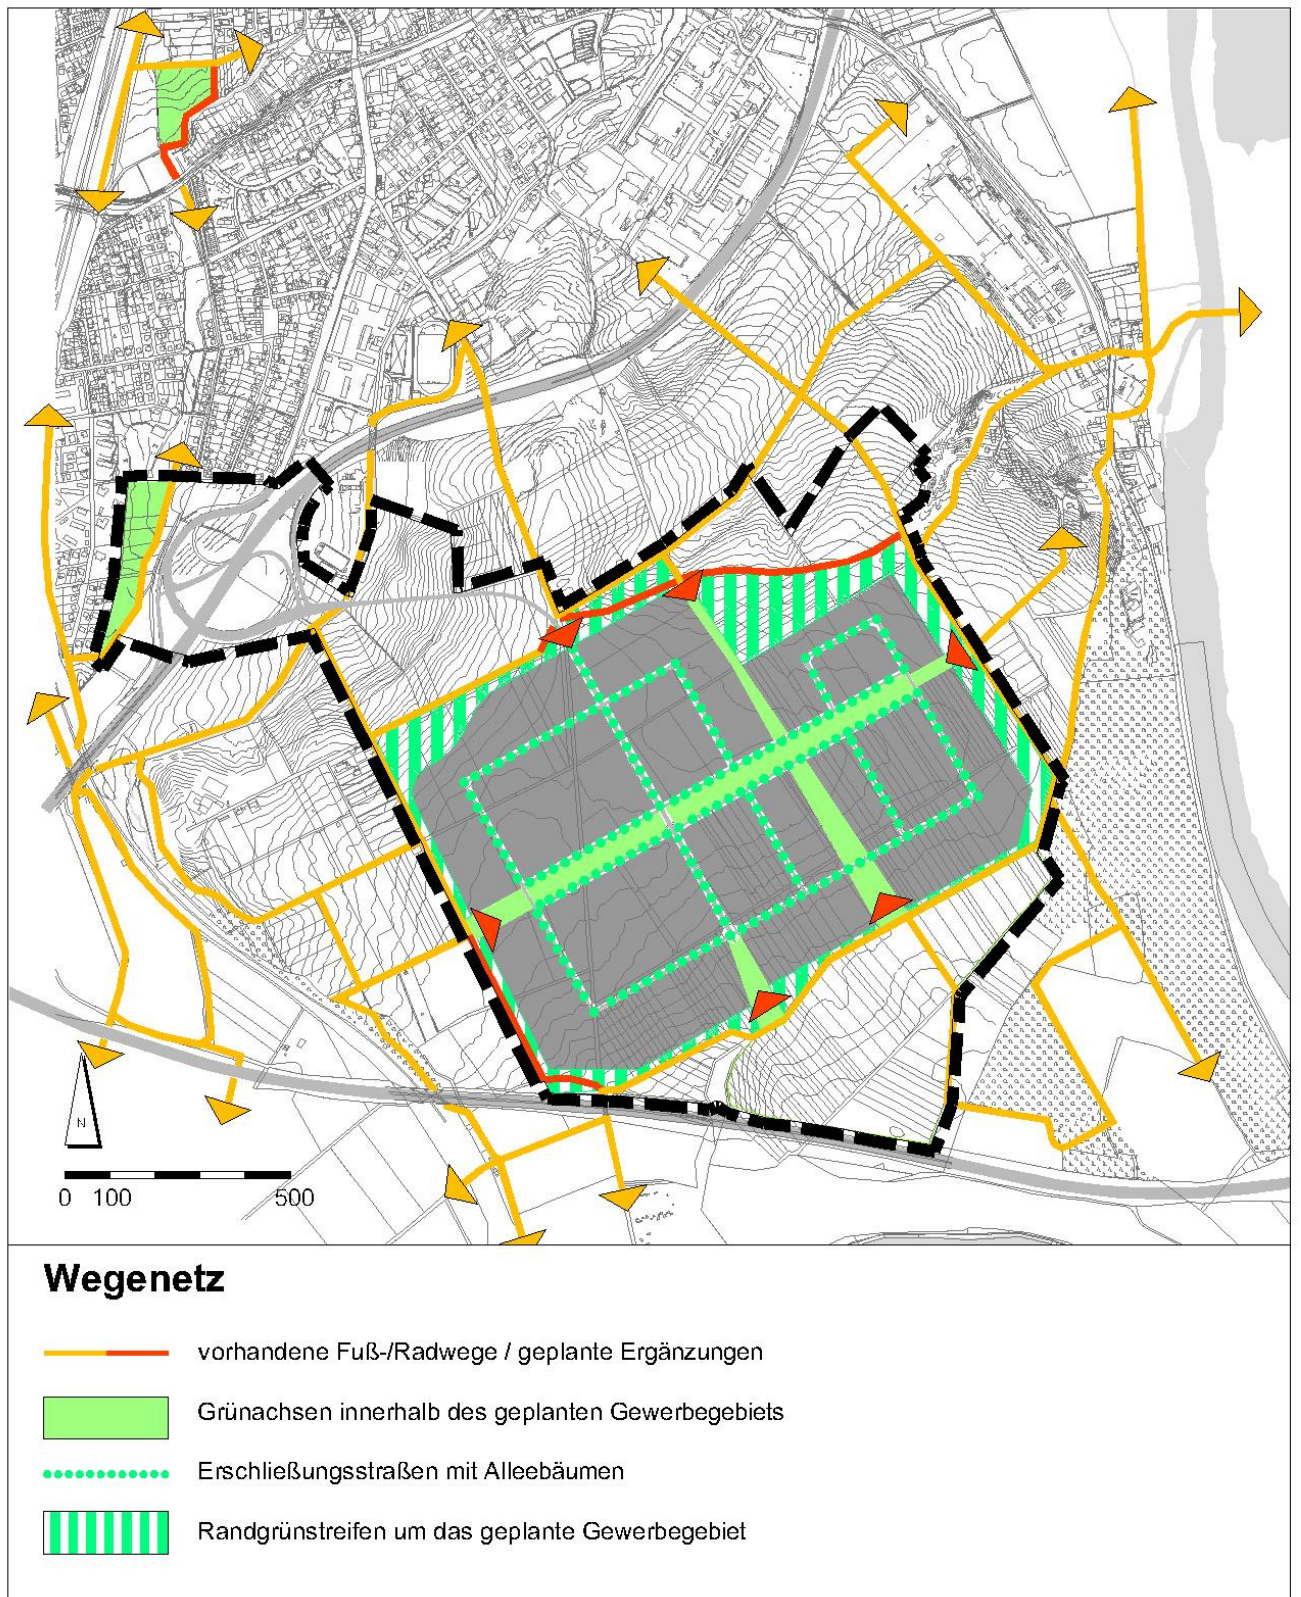 N
0 100 500
Wegenetz
vorhandene Fuß-/Radwege / geplante Ergänzungen
Grünachsen innerhalb des geplanten Gewerbegebiets
Erschließungsstraßen mit Alleebäumen
Randgrünstreifen um das geplante Gewerbegebiet